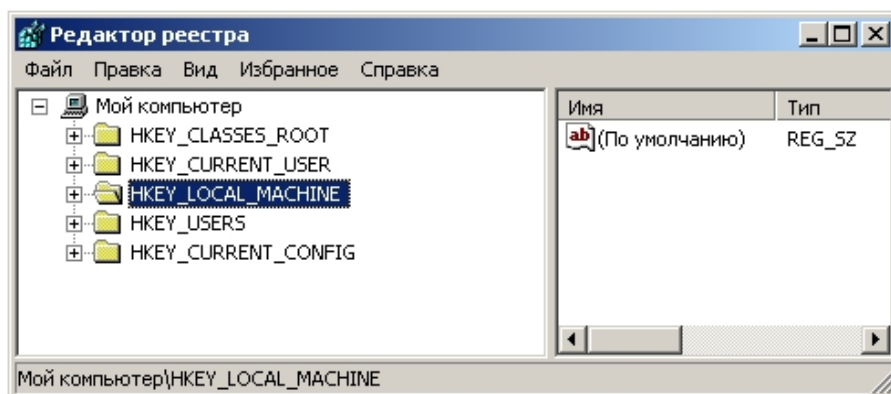 Редактор реестра
Файл Правка Вид Избранное Справка
Мой компьютер
HKEY_CLASSES_ROOT
HKEY_CURRENT_USER
HKEY_LOCAL_MACHINE
HKEY_USERS
HKEY_CURRENT_CONFIG
Имя Тип
ab (По умолчанию) REG_SZ
Мой компьютер\HKEY_LOCAL_MACHINE